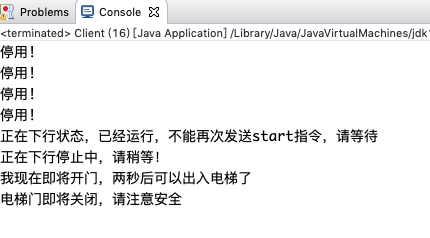 Problems Console
<terminated> Client (16) [Java Application] /Library/Java/JavaVirtualMachines/jdk1
停用！
停用！
停用！
停用！
正在下行状态，已经运行，不能再次发送start指令，请等待
正在下行停止中，请稍等！
我现在即将开门，两秒后可以出入电梯了
电梯门即将关闭，请注意安全